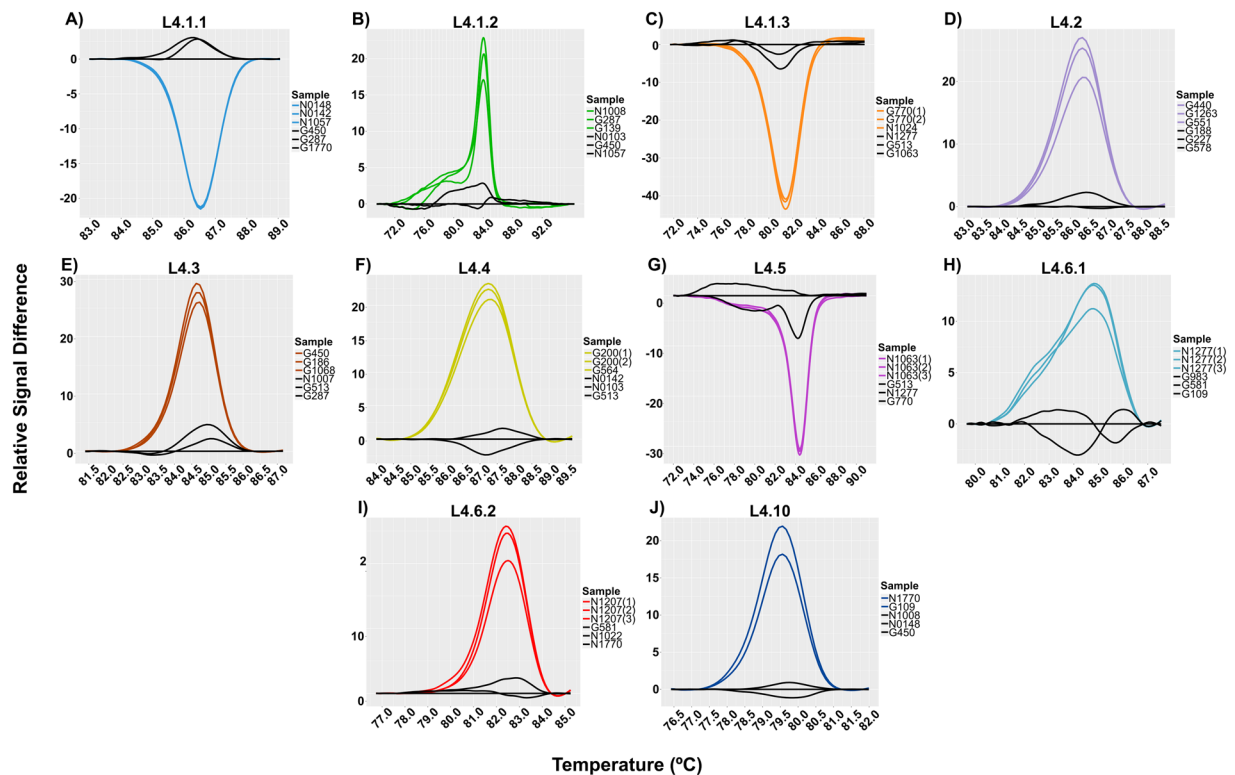 A)
L4.1.1
0
-5
-10
-15
-20
83.0 84.0 85.0 86.0 87.0 88.0 89.0
Sample
N0148
N0142
N1057
G450
G287
G1770
B)
L4.1.2
20
15
10
5
0
72.0 76.0 80.0 84.0 88.0 92.0
Sample
N1008
G287
G139
N0103
G450
N1057
C)
L4.1.3
0
-10
-20
-30
-40
72.0 74.0 76.0 78.0 80.0 82.0 84.0 86.0 88.0
Sample
G770(1)
G770(2)
N1024
N1277
G513
G1063
D)
L4.2
20
10
0
83.0 83.5 84.0 84.5 85.0 85.5 86.0 86.5 87.0 87.5 88.0 88.5
Sample
G440
G1263
G551
G188
G227
G578
Relative Signal Difference
E)
L4.3
30
20
10
0
81.5 82.0 82.5 83.0 83.5 84.0 84.5 85.0 85.5 86.0 86.5 87.0
Sample
G450
G186
G1068
N1007
G513
G287
F)
L4.4
20
15
10
5
0
84.0 84.5 85.0 85.5 86.0 86.5 87.0 87.5 88.0 88.5 89.0 89.5
Sample
G200(1)
G200(2)
G564
N0142
N0103
G513
G)
L4.5
0
-10
-20
-30
72.0 74.0 76.0 78.0 80.0 82.0 84.0 86.0 88.0 90.0
Sample
N1063(1)
N1063(2)
N1063(3)
G513
N1277
G770
H)
L4.6.1
10
5
0
80.0 81.0 82.0 83.0 84.0 85.0 86.0 87.0
Sample
N1277(1)
N1277(2)
N1277(3)
G983
G581
G109
I)
L4.6.2
2
10
0
77.0 78.0 79.0 80.0 81.0 82.0 83.0 84.0 85.0
Sample
N1207(1)
N1207(2)
N1207(3)
G581
N1022
N1770
J)
L4.10
20
15
10
5
0
76.5 77.0 77.5 78.0 78.5 79.0 79.5 80.0 80.5 81.0 81.5 82.0
Sample
N1770
G109
N1008
N0148
G450
Temperature (ºC)